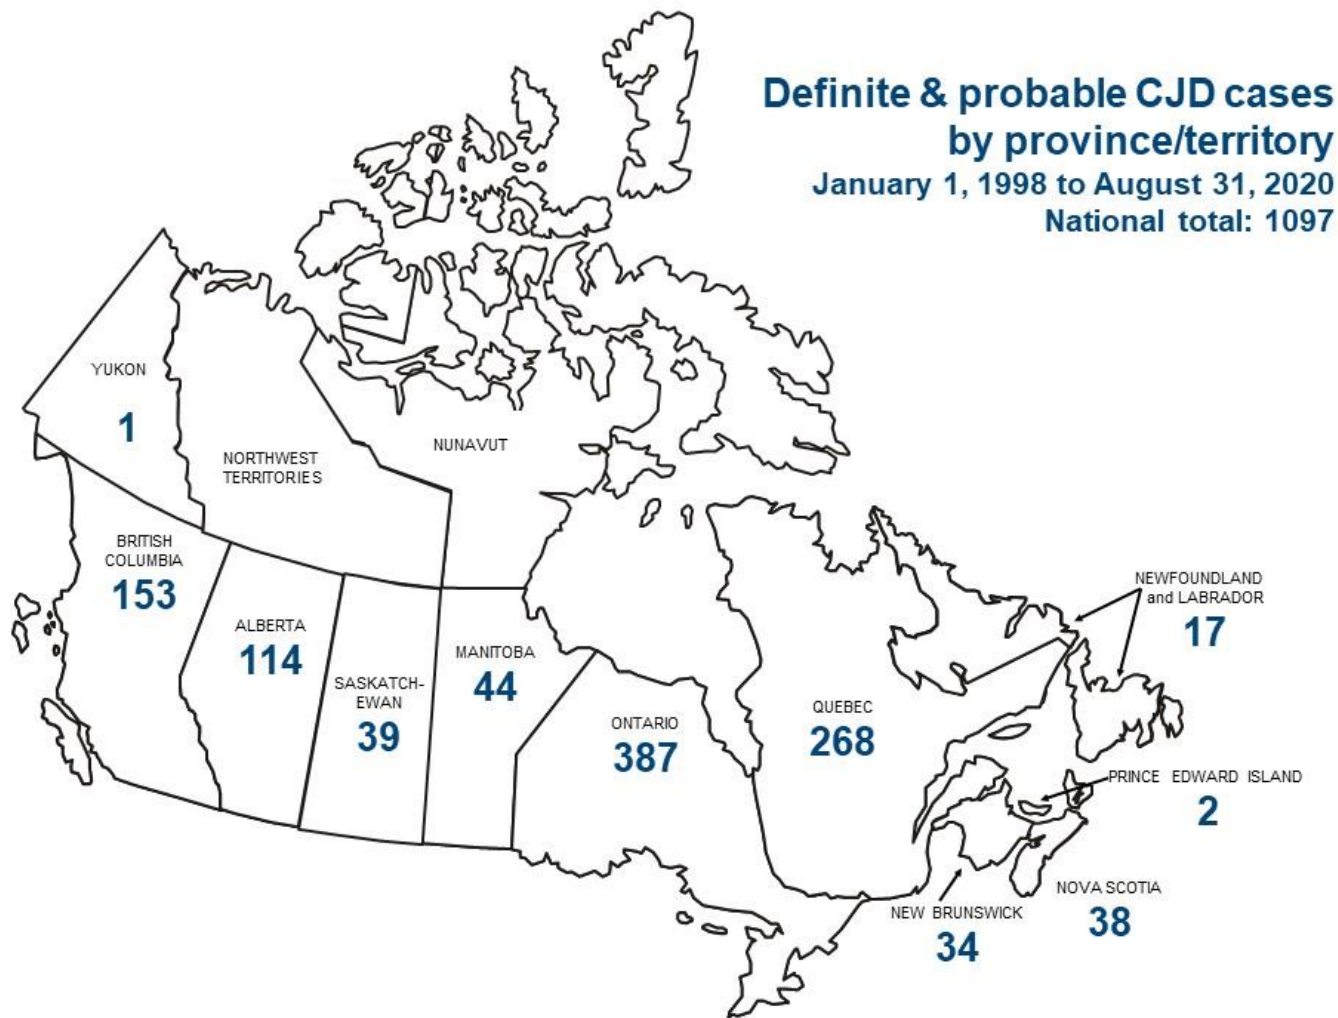 Definite & probable CJD cases
by province/territory
January 1, 1998 to August 31, 2020
National total: 1097
YUKON
1
NORTHWEST
TERRITORIES
NUNAVUT
BRITISH
COLUMBIA
153
ALBERTA
114
SASKATCH-
EWAN
39
MANITOBA
44
ONTARIO
387
QUEBEC
268
NEWFOUNDLAND
and LABRADOR
17
PRINCE EDWARD ISLAND
2
NOVA SCOTIA
38
NEW BRUNSWICK
34